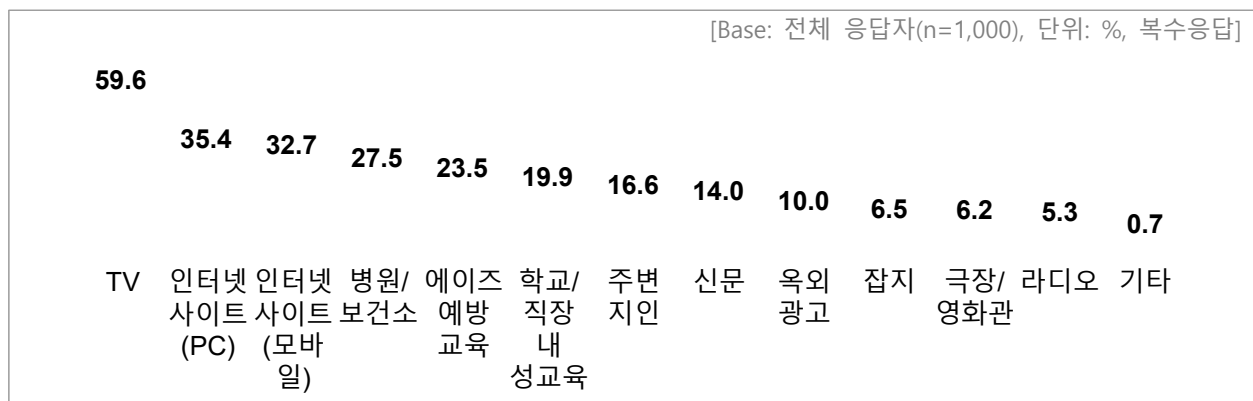 [Base: 전체 응답자(n=1,000), 단위: %, 복수응답]
59.6
35.4
32.7
27.5
23.5
19.9
16.6
14.0
10.0
6.5
6.2
5.3
0.7
TV
인터넷
사이트
(PC)
인터넷
사이트
(모바
일)
병원/
보건소
에이즈
예방
교육
학교/
직장
내
성교육
주변
지인
신문
옥외
광고
잡지
극장/
영화관
라디오
기타